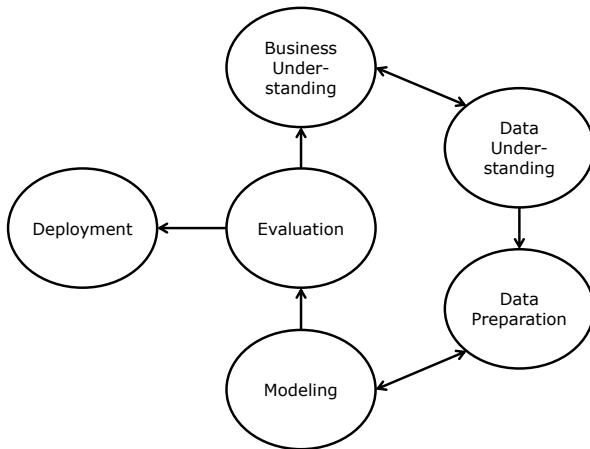 Business
Under-
standing
Data
Under-
standing
Deployment
Evaluation
Data
Preparation
Modeling